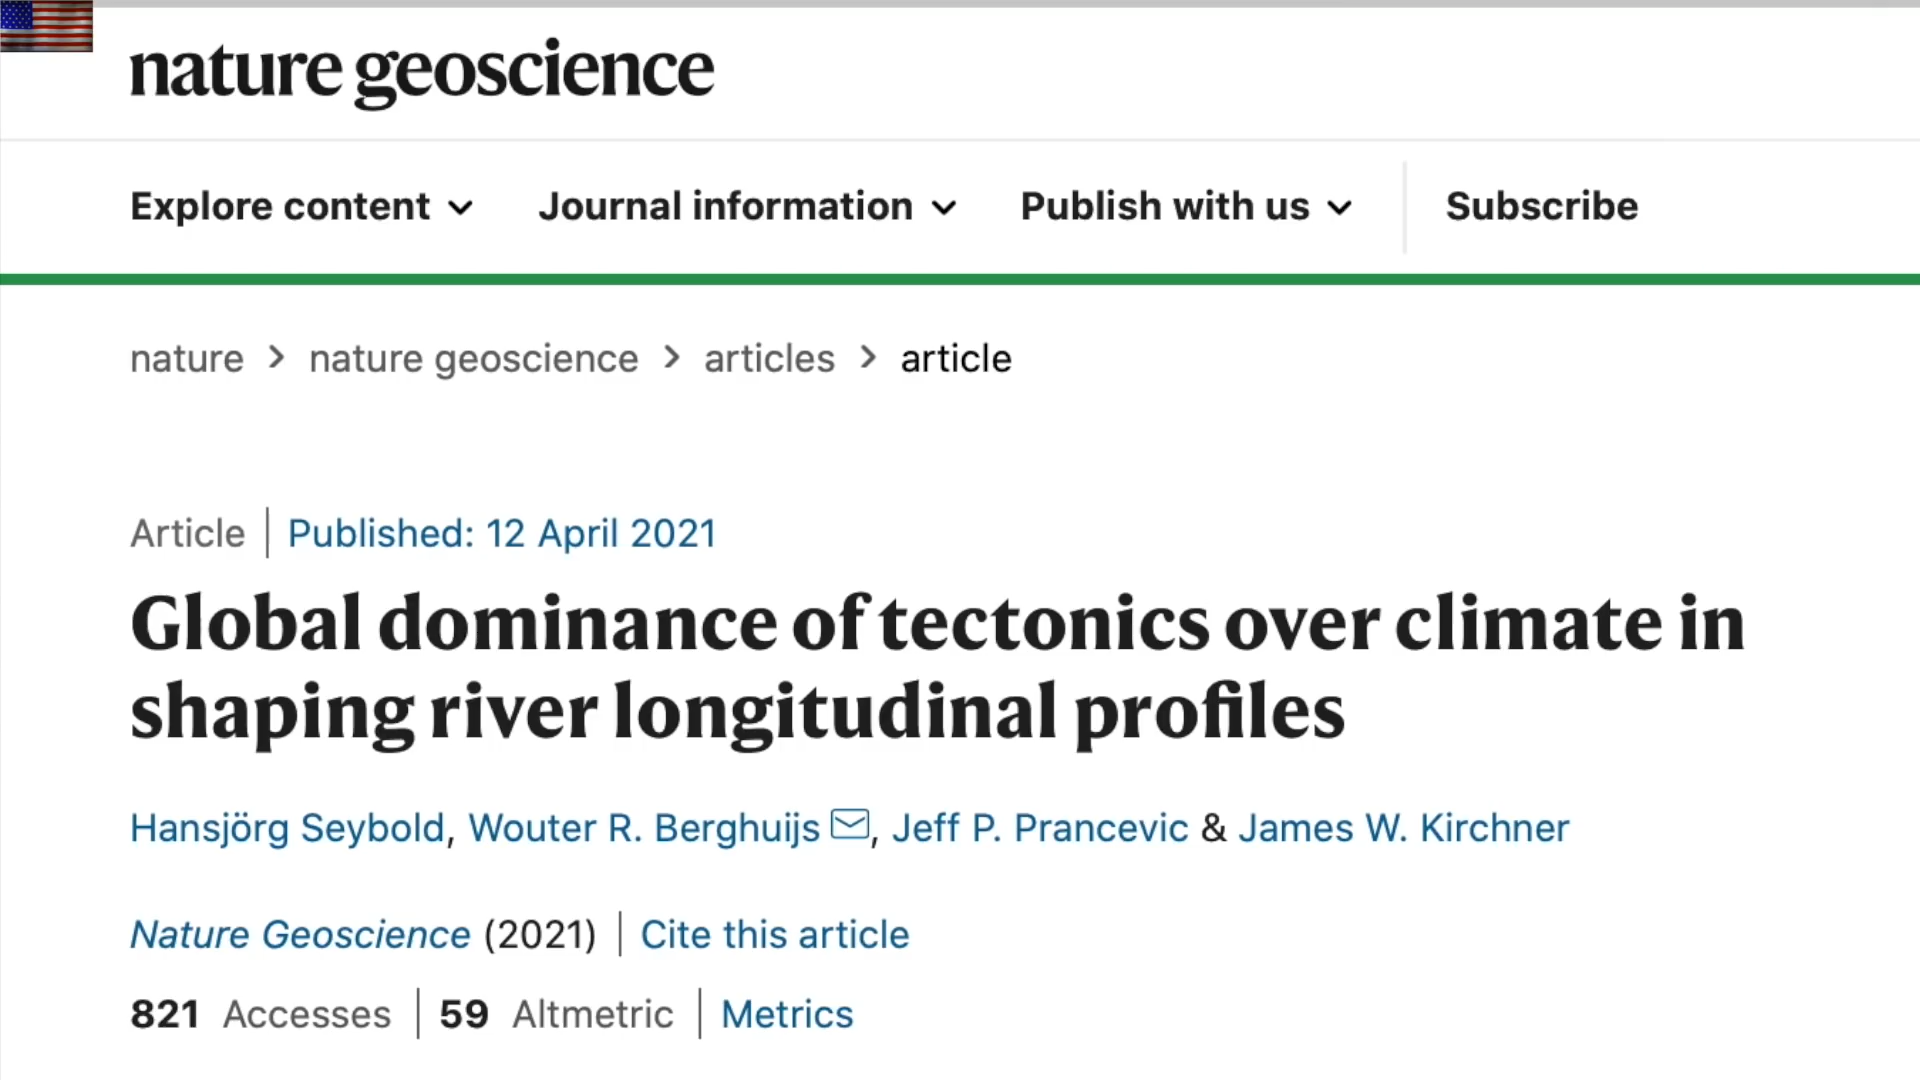 nature geoscience
Explore content Journal information Publish with us Subscribe
nature > nature geoscience > articles > article
Article | Published: 12 April 2021
Global dominance of tectonics over climate in
shaping river longitudinal profiles
Hansjörg Seybold, Wouter R. Berghuijs, Jeff P. Prancevic & James W. Kirchner
Nature Geoscience (2021) | Cite this article
821 Accesses | 59 Altmetric | Metrics